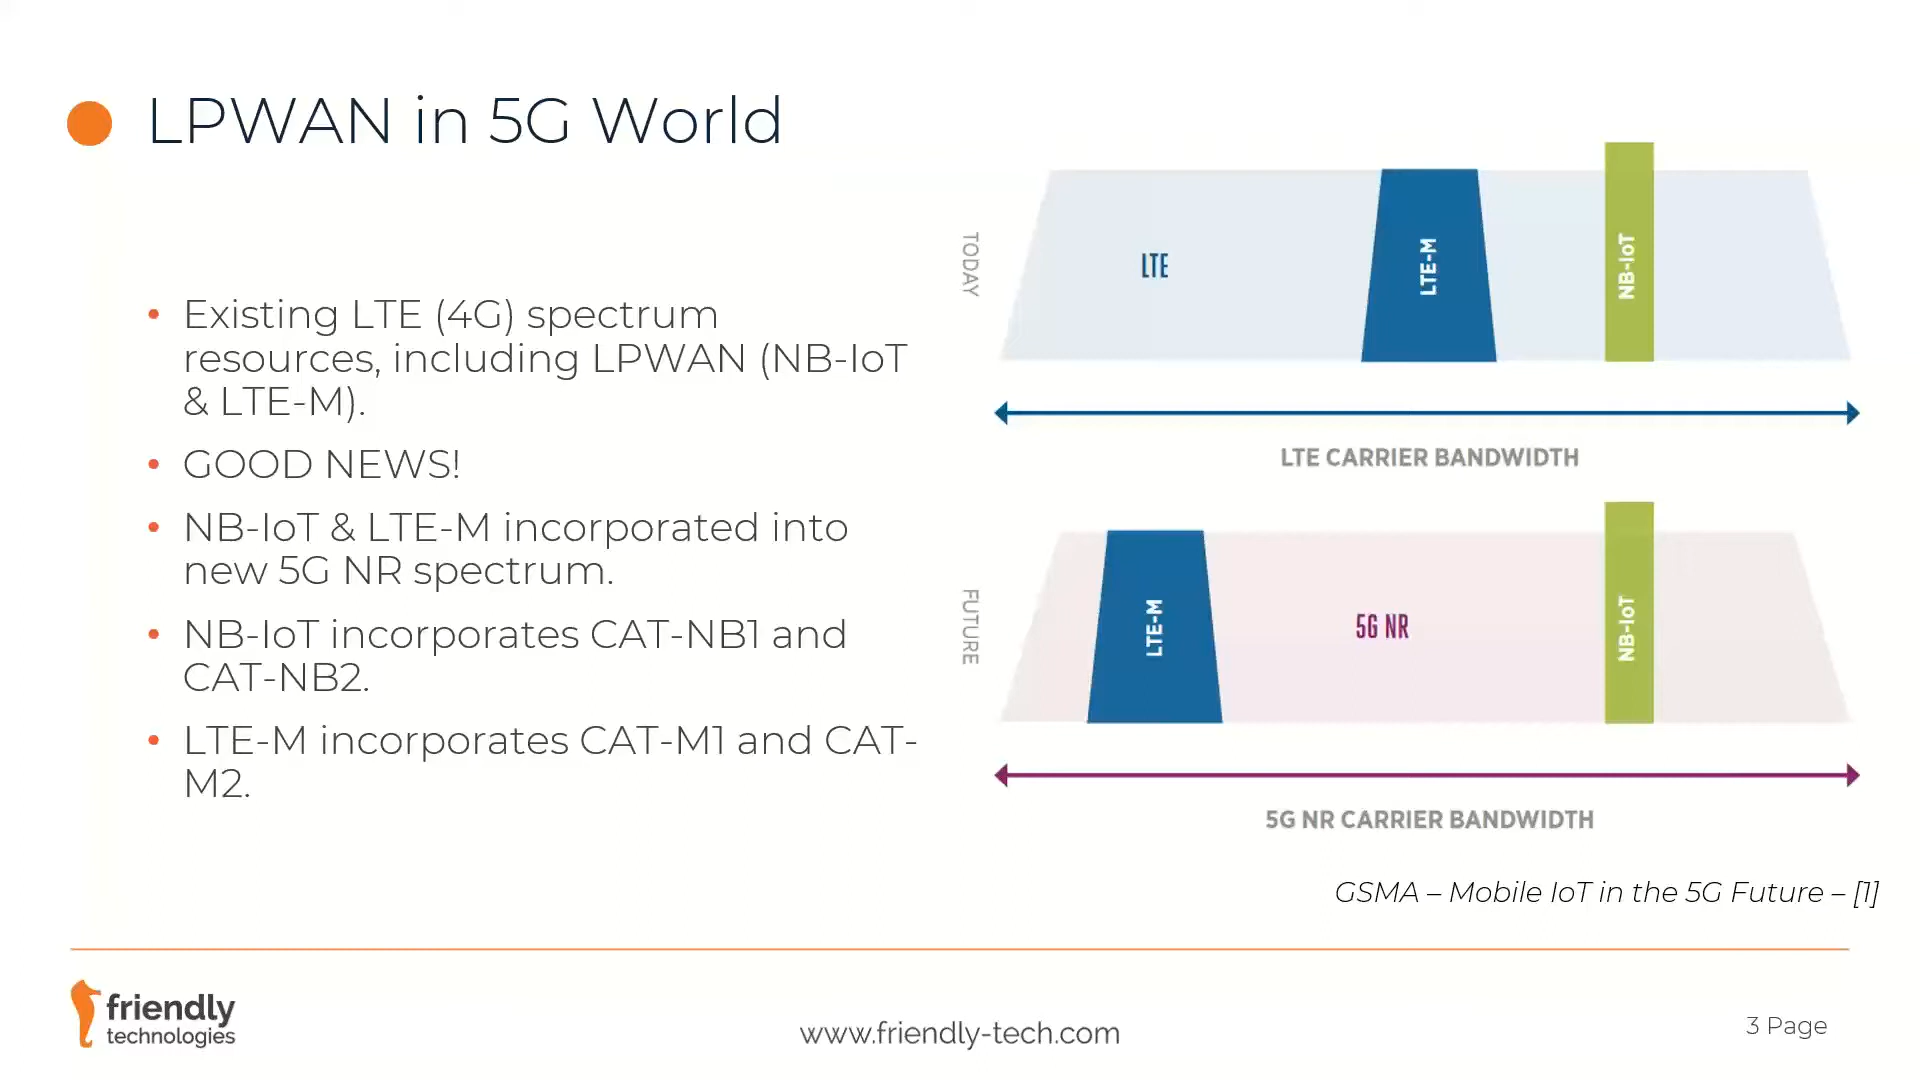 LPWAN in 5G World
Existing LTE (4G) spectrum
resources, including LPWAN (NB-IoT
& LTE-M).
GOOD NEWS!
NB-IoT & LTE-M incorporated into
new 5G NR spectrum.
NB-IoT incorporates CAT-NB1 and
CAT-NB2.
LTE-M incorporates CAT-M1 and CAT-
M2.
TODAY
LTE
LTE-M
NB-IoT
LTE CARRIER BANDWIDTH
FUTURE
LTE-M
5G NR
NB-IoT
5G NR CARRIER BANDWIDTH
GSMA – Mobile IoT in the 5G Future – [1]
friendly
technologies
www.friendly-tech.com
3 Page